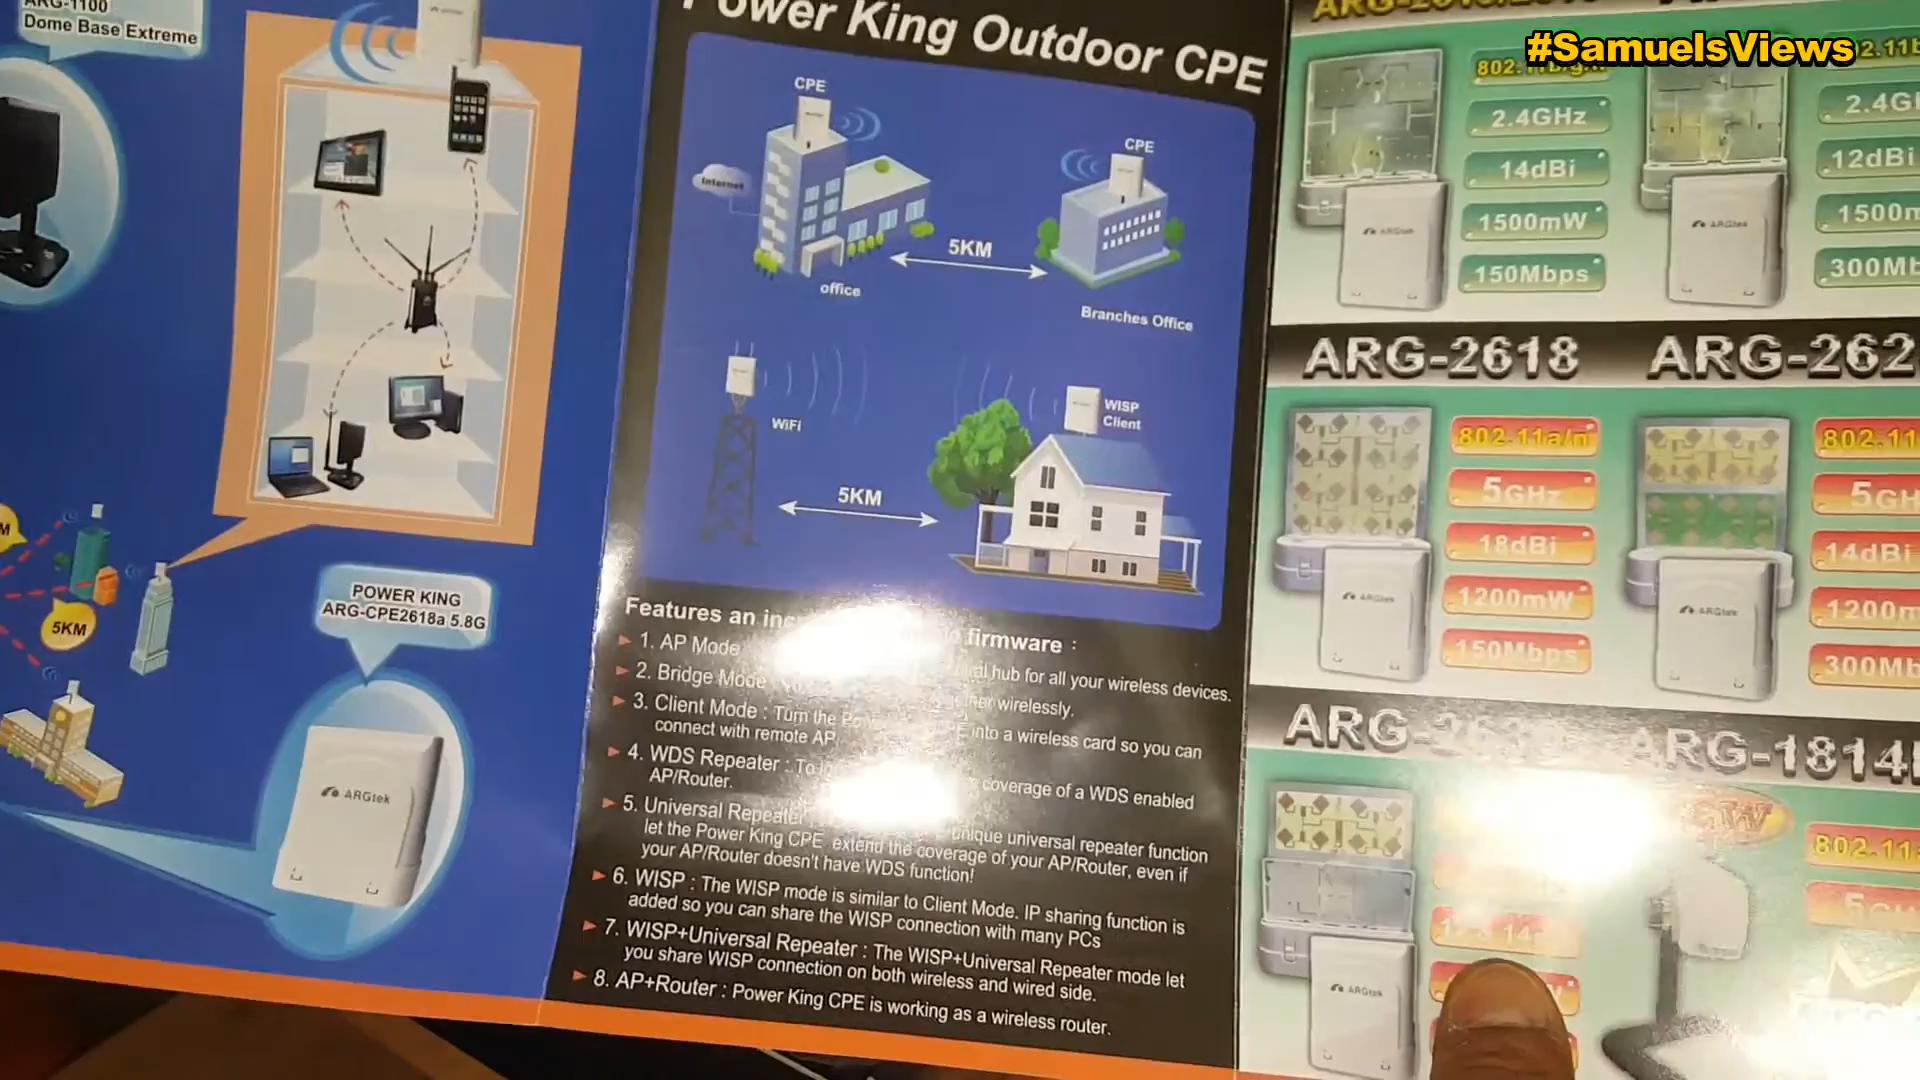 #SamuelsViews
ARG-1100
Dome Base Extreme
5KM
POWER KING
ARG-CPE2618a 5.8G
ARGtek
Power King Outdoor CPE
CPE
CPE
Internet
5KM
office
Branches Office
WiFi
WISP
Client
5KM
Features an
firmware :
1. AP Mode
hub for all your wireless devices.
2. Bridge Mode
wirelessly.
3. Client Mode : Turn the
into a wireless card so you can
connect with remote AP.
4. WDS Repeater : To
coverage of a WDS enabled
AP/Router.
5. Universal Repeater
unique universal repeater function
let the Power King CPE extend the coverage of your AP/Router, even if
your AP/Router doesn't have WDS function!
6. WISP : The WISP mode is similar to Client Mode. IP sharing function is
added so you can share the WISP connection with many PCs
7. WISP+Universal Repeater : The WISP+Universal Repeater mode let
you share WISP connection on both wireless and wired side.
8. AP+Router : Power King CPE is working as a wireless router.
2.4GHz
14dBi
1500mW
150Mbps
ARGtek
12dBi
ARGtek
ARG-2618
802.11a/n
5GHz
18dBi
1200mW
150Mbps
ARGtek
14dBi
ARGtek
ARGtek